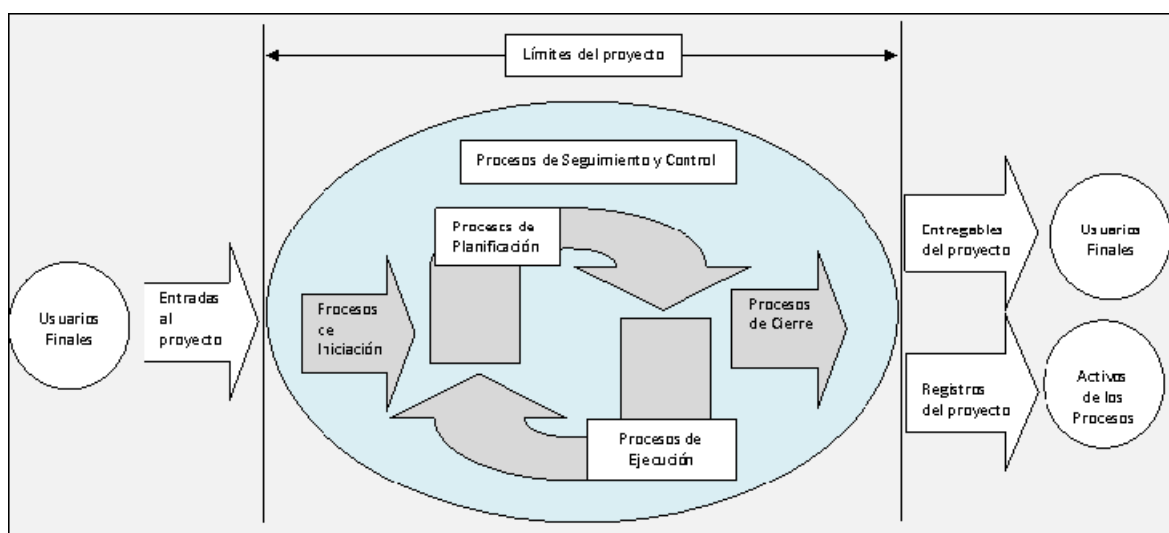 Límites del proyecto
Procesos de Seguimiento y Control
Procesos de
Planificación
Usuarios
Finales
Entradas
al
proyecto
Procesos
de
Iniciación
Procesos
de Cierre
Procesos de
Ejecución
Entregables
del proyecto
Usuarios
Finales
Registros
del proyecto
Activos
de los
Procesos